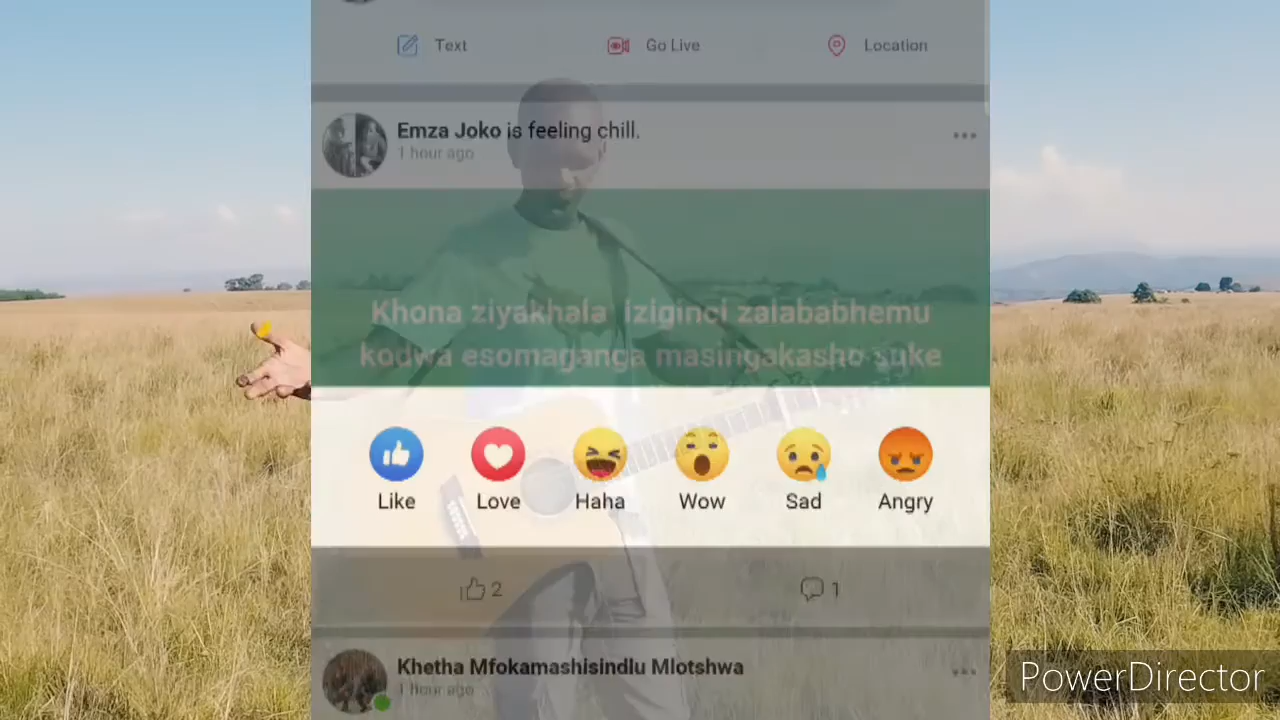 Text
Go Live
Location
Emza Joko is feeling chill.
1 hour ago
Khona ziyakhala iziginci zalababhemu
kodwa esomaganga masingakasho suke
Like
Love
Haha
Wow
Sad
Angry
2
1
Khetha Mfokamashisindlu Mlotshwa
1 hour ago
PowerDirector